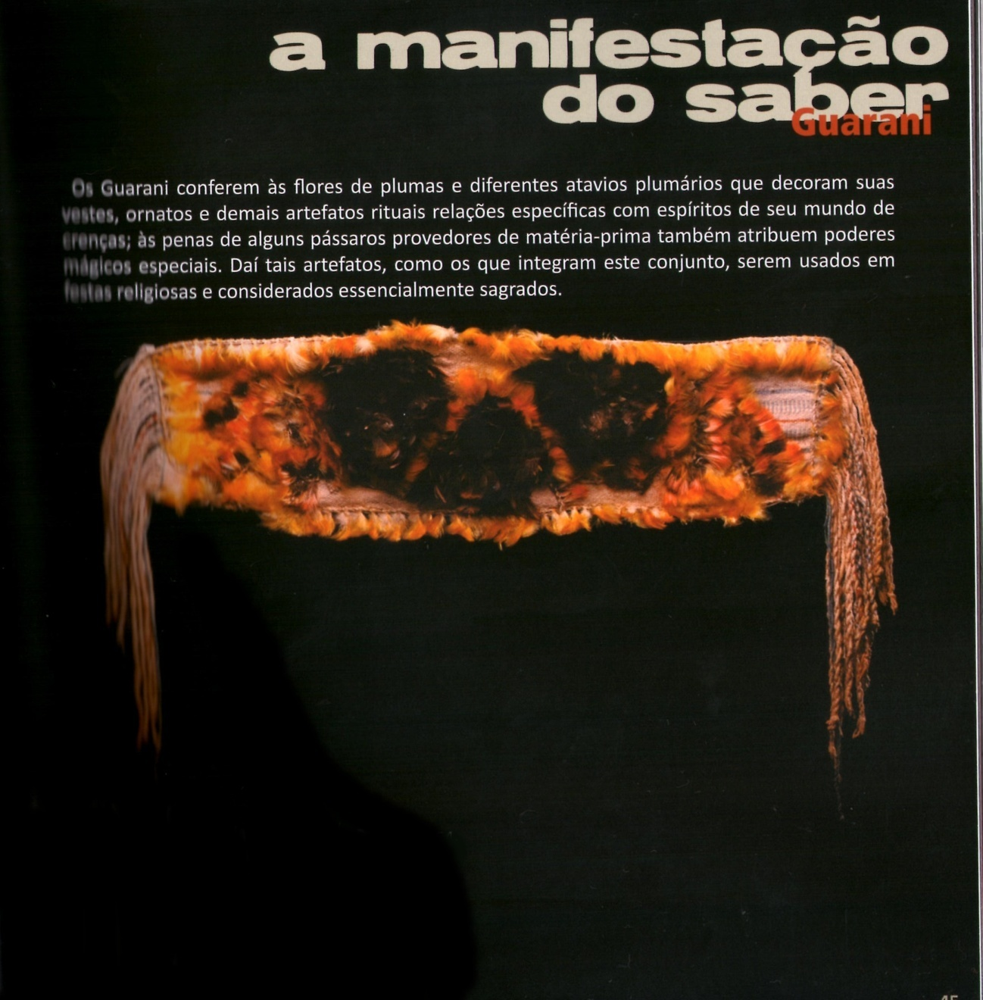 a manifestação
do saber
Guarani
Os Guarani conferem às flores de plumas e diferentes atavios plumários que decoram suas
vestes, ornatos e demais artefatos rituais relações específicas com espíritos de seu mundo de
crenças; às penas de alguns pássaros provedores de matéria-prima também atribuem poderes
mágicos especiais. Daí tais artefatos, como os que integram este conjunto, serem usados em
festas religiosas e considerados essencialmente sagrados.